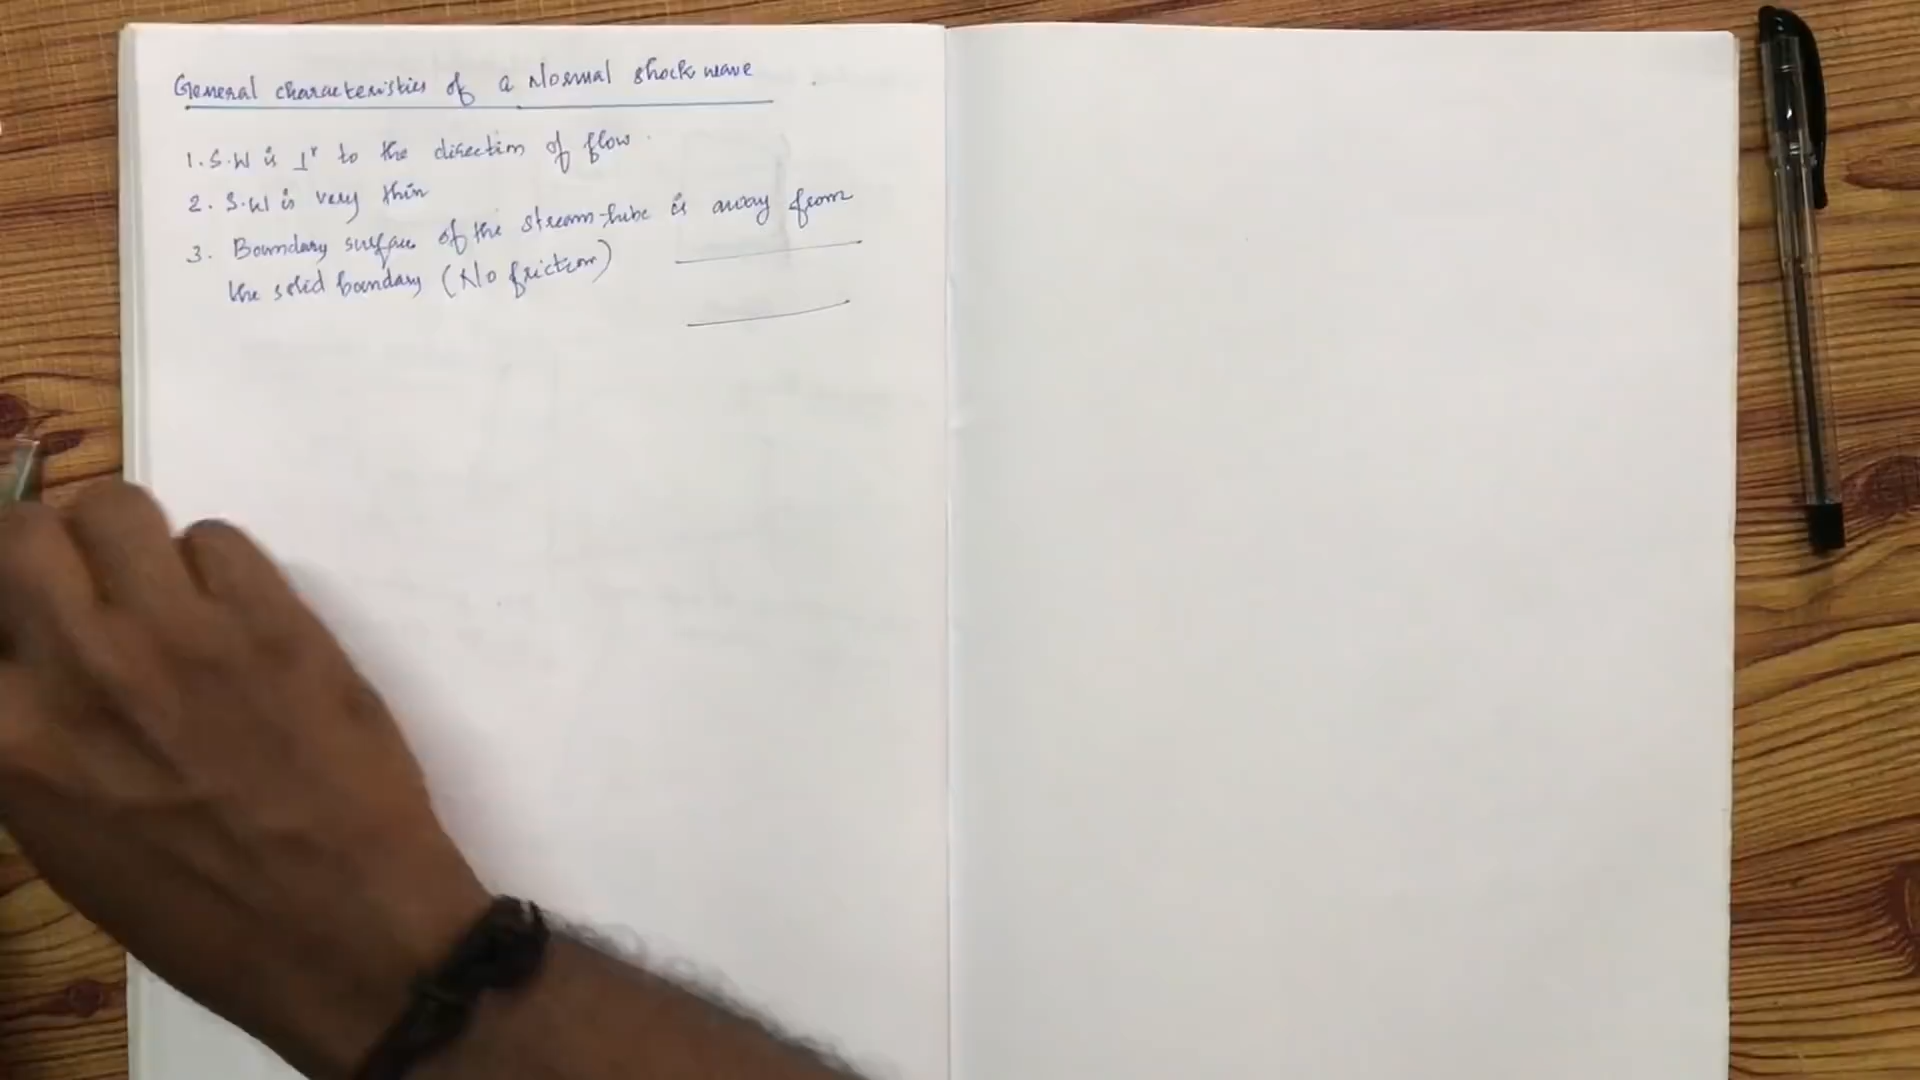 General characteristics of a Normal shock wave
1. S.W is ⊥r to the direction of flow.
2. S.W is very thin
3. Boundary surface of the stream-tube is away from
the solid boundary (No friction)